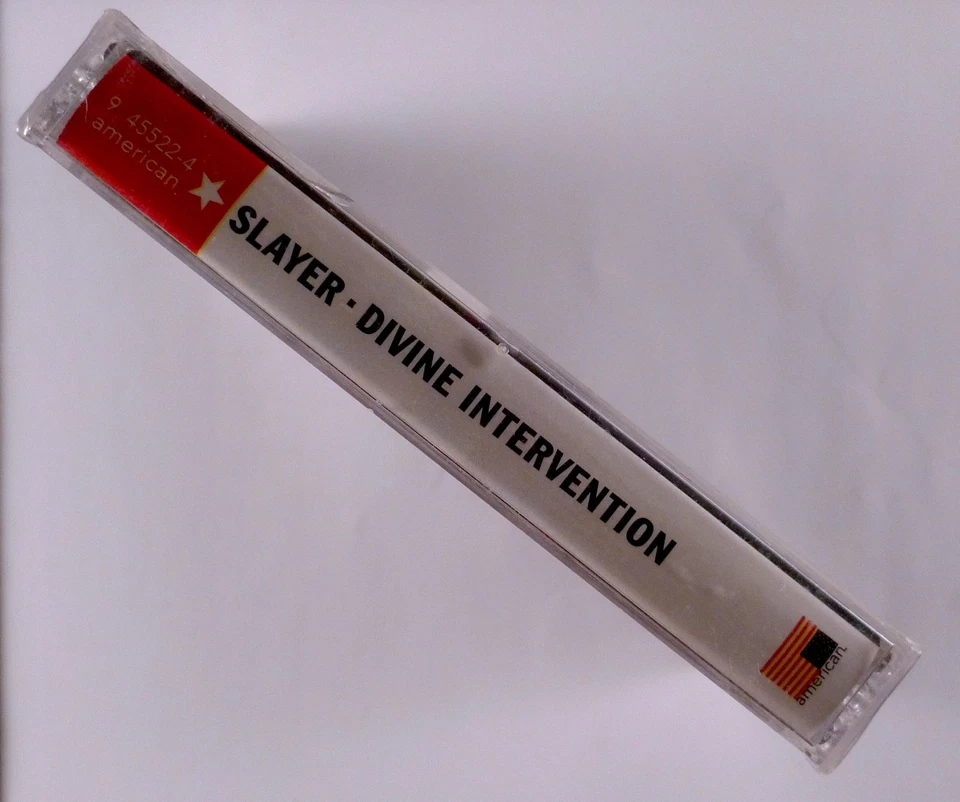 9 45522-4
american.
SLAYER · DIVINE INTERVENTION
american.